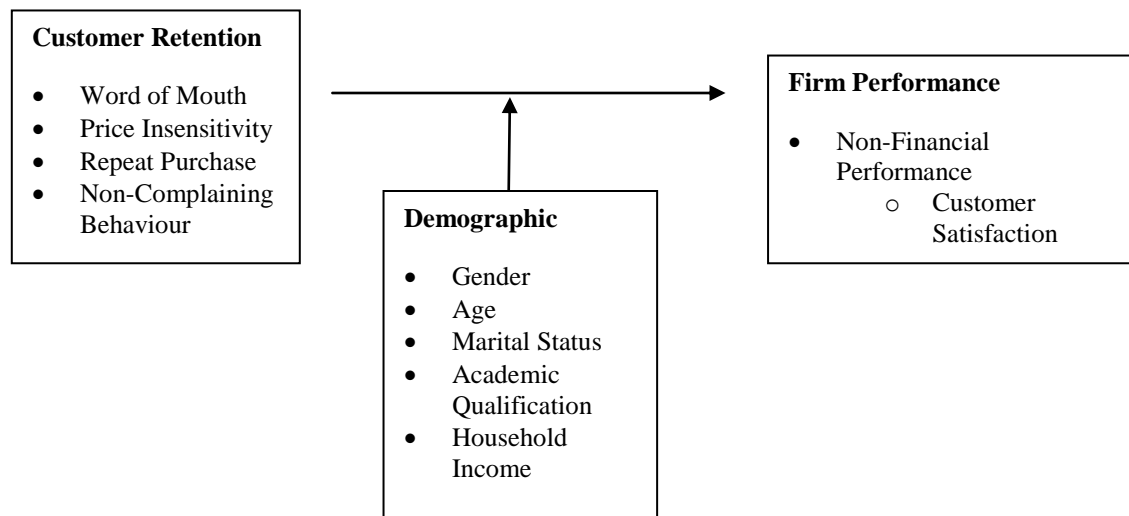 Customer Retention
• Word of Mouth
• Price Insensitivity
• Repeat Purchase
• Non-Complaining
Behaviour
Demographic
• Gender
• Age
• Marital Status
• Academic
Qualification
• Household
Income
Firm Performance
• Non-Financial
Performance
o Customer
Satisfaction